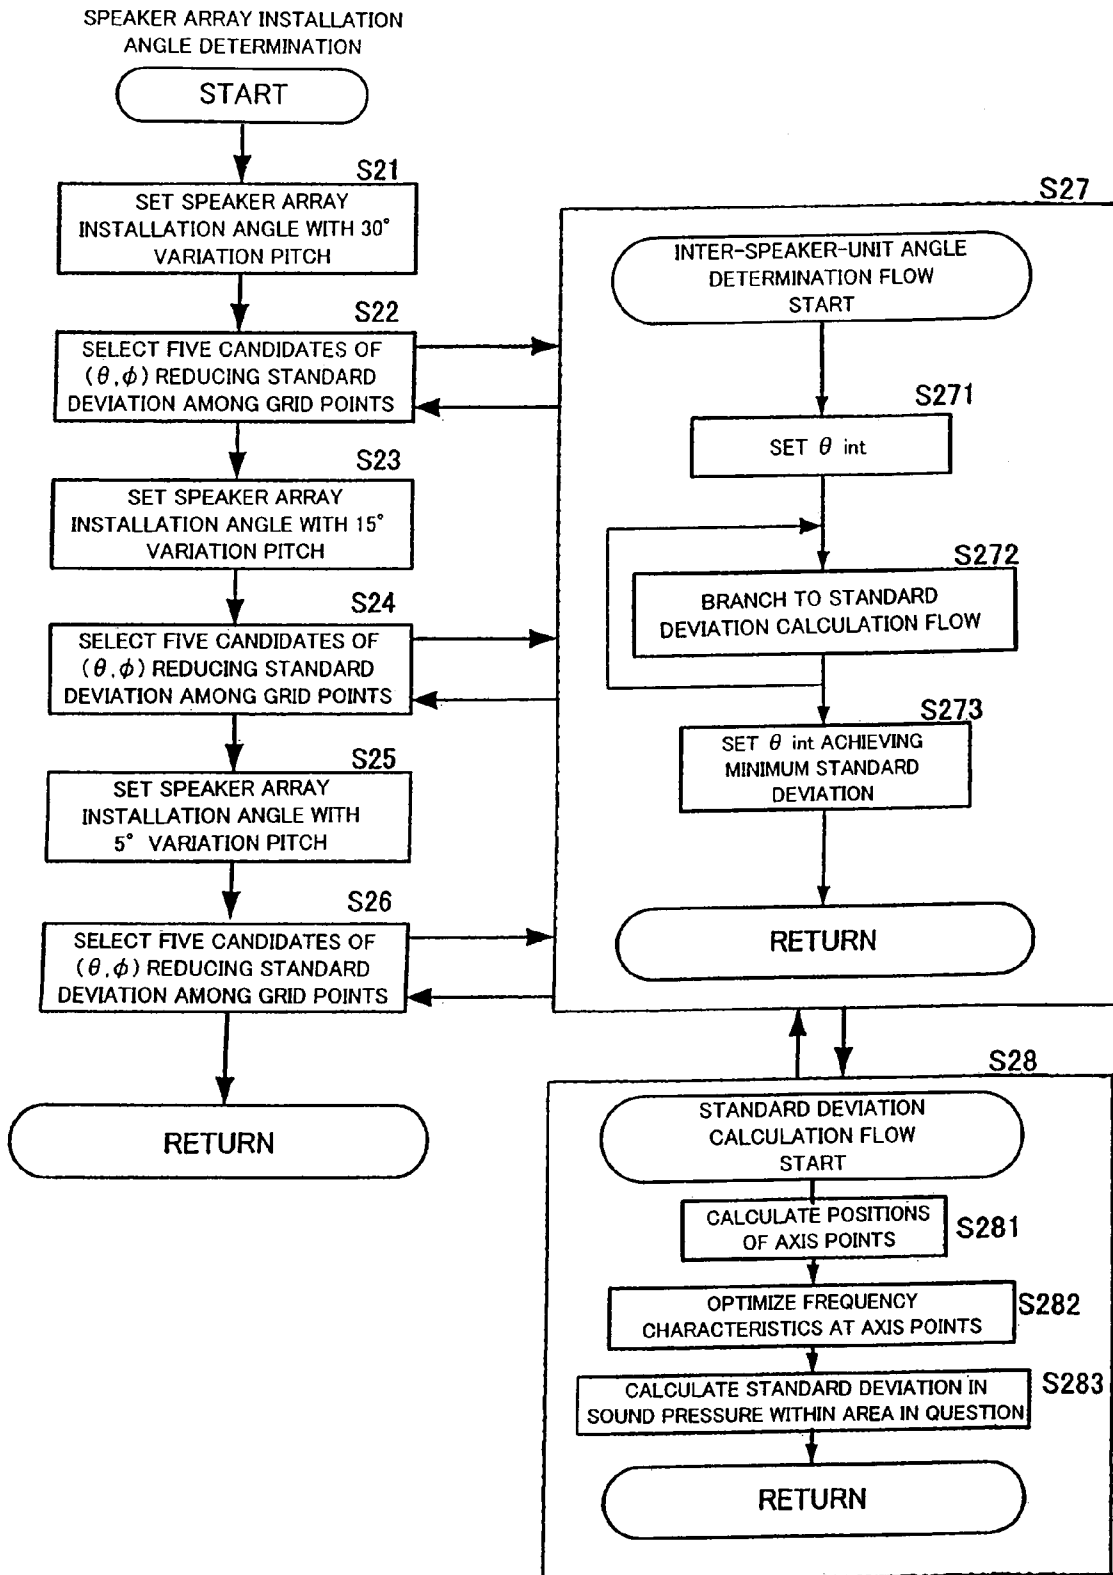 SPEAKER ARRAY INSTALLATION
ANGLE DETERMINATION
START
S21
SET SPEAKER ARRAY
INSTALLATION ANGLE WITH 30°
VARIATION PITCH
S22
SELECT FIVE CANDIDATES OF
(θ,ϕ) REDUCING STANDARD
DEVIATION AMONG GRID POINTS
S23
SET SPEAKER ARRAY
INSTALLATION ANGLE WITH 15°
VARIATION PITCH
S24
SELECT FIVE CANDIDATES OF
(θ,ϕ) REDUCING STANDARD
DEVIATION AMONG GRID POINTS
S25
SET SPEAKER ARRAY
INSTALLATION ANGLE WITH
5° VARIATION PITCH
S26
SELECT FIVE CANDIDATES OF
(θ,ϕ) REDUCING STANDARD
DEVIATION AMONG GRID POINTS
RETURN
S27
INTER-SPEAKER-UNIT ANGLE
DETERMINATION FLOW
START
S271
SET θ int
S272
BRANCH TO STANDARD
DEVIATION CALCULATION FLOW
S273
SET θ int ACHIEVING
MINIMUM STANDARD
DEVIATION
RETURN
S28
STANDARD DEVIATION
CALCULATION FLOW
START
CALCULATE POSITIONS
OF AXIS POINTS
S281
OPTIMIZE FREQUENCY
CHARACTERISTICS AT AXIS POINTS
S282
CALCULATE STANDARD DEVIATION IN
SOUND PRESSURE WITHIN AREA IN QUESTION
S283
RETURN